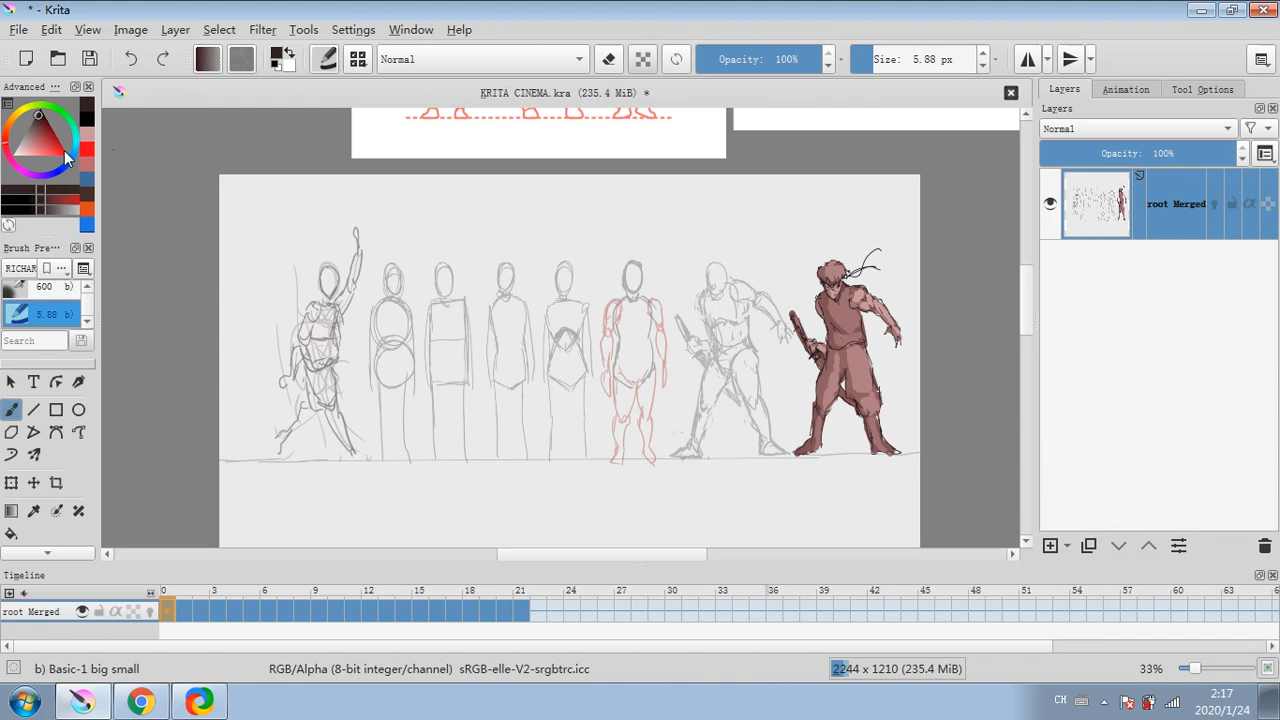 * - Krita
File Edit View Image Layer Select Filter Tools Settings Window Help
Normal Opacity: 100% Size: 5.88 px
Advanced ...
KRITA CINEMA.kra (235.4 MiB) *
Layers Animation Tool Options
Layers
Normal
Opacity: 100%
root Merged
Brush Pre...
RICHAR
600 b)
5.88 b)
Search
Timeline
0 3 6 9 12 15 18 21 24 27 30 33 36 39 42 45 48 51 54 57 60 63 6
root Merged
b) Basic-1 big small RGB/Alpha (8-bit integer/channel) sRGB-elle-V2-srgbtrc.icc 2244 x 1210 (235.4 MiB) 33%
CH 2:17
2020/1/24